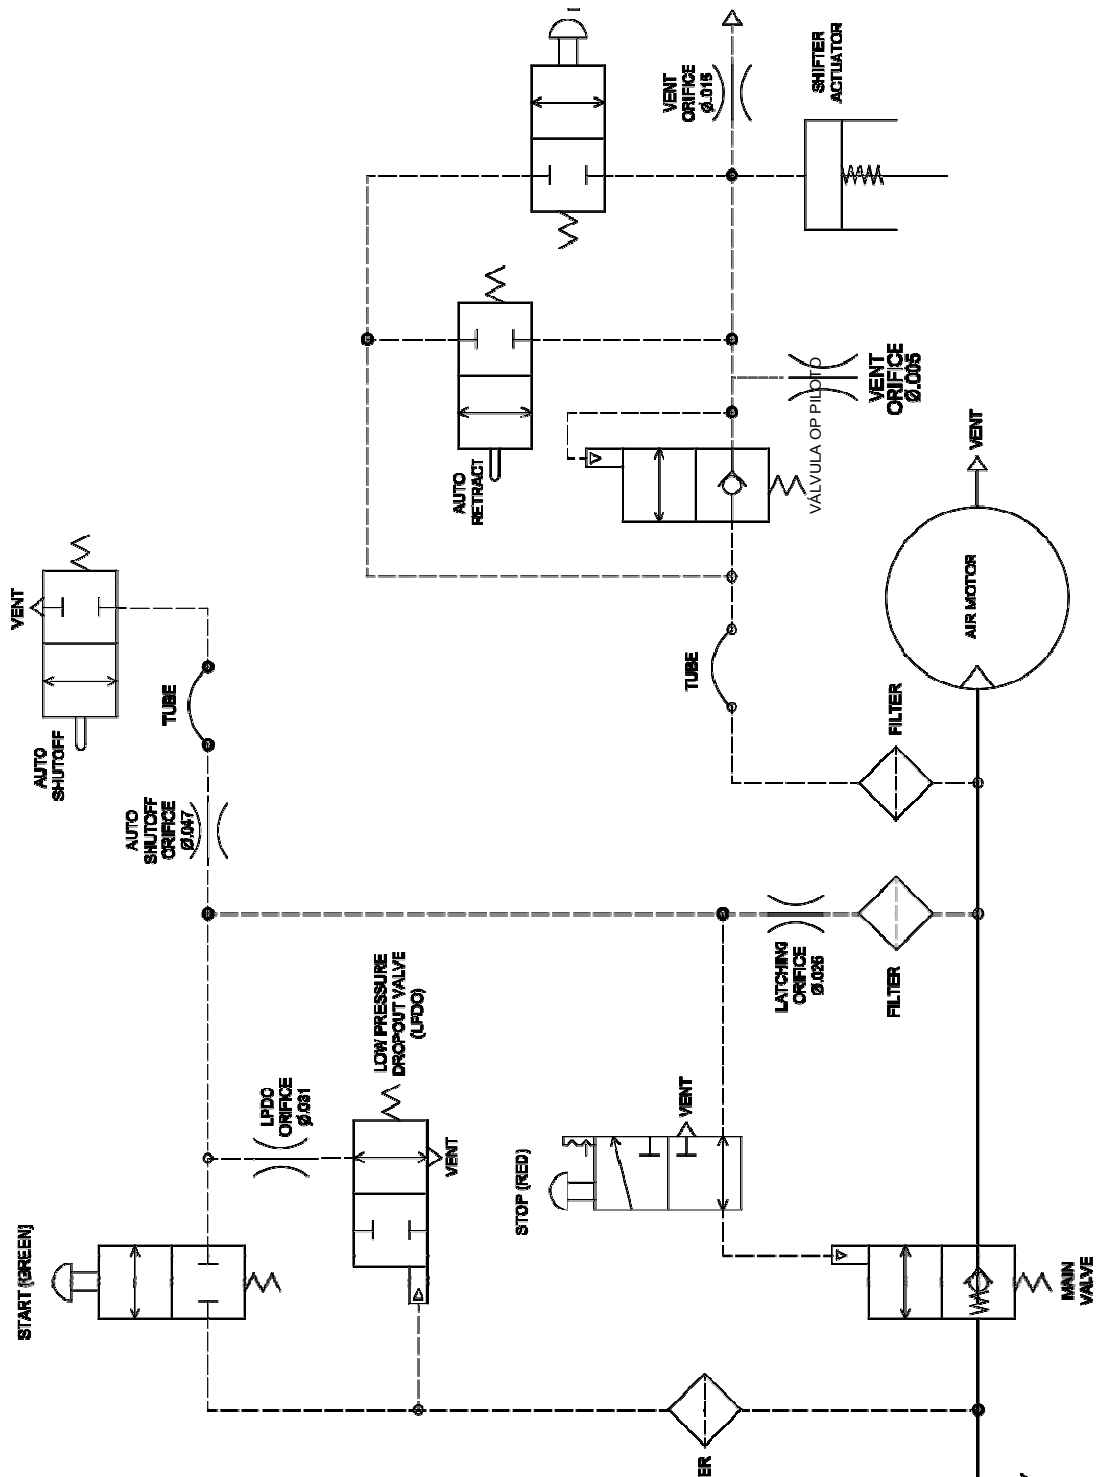 VENT
ORIFICE
Ø.015
SHIFTER
ACTUATOR
AUTO
RETRACT
VENT
ORIFICE
Ø.005
VÁLVULA OP PILOTO
VENT
AIR MOTOR
VENT
AUTO
SHUTOFF
TUBE
TUBE
FILTER
AUTO
SHUTOFF
ORIFICE
Ø.047
LATCHING
ORIFICE
Ø.026
FILTER
LOW PRESSURE
DROPOUT VALVE
(LPDO)
LPDO
ORIFICE
Ø.031
VENT
VENT
STOP (RED)
START (GREEN)
MAIN
VALVE